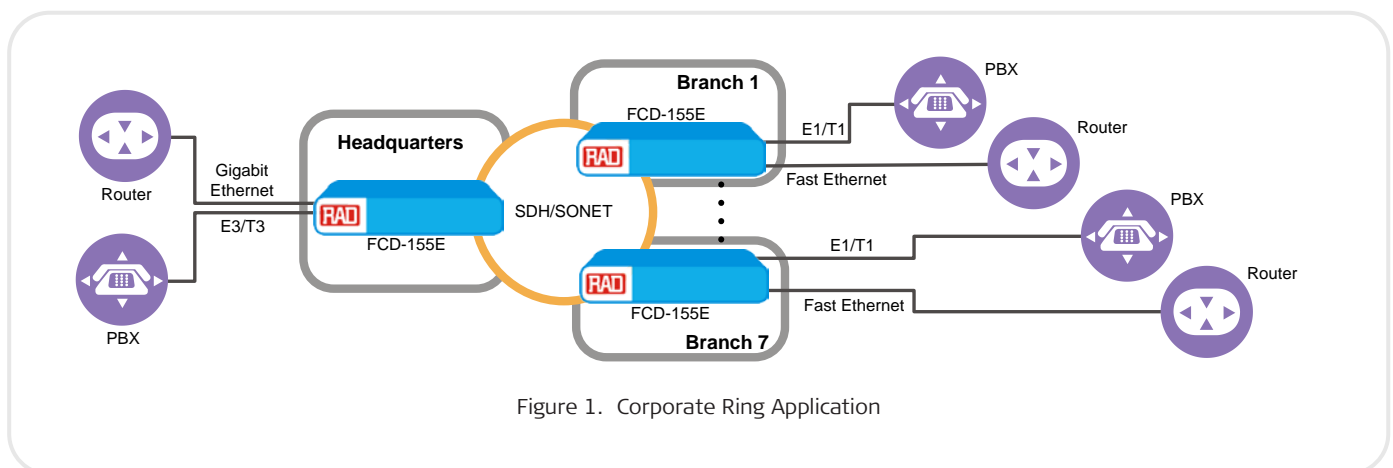 Router
Gigabit
Ethernet
E3/T3
PBX
Headquarters
RAD
FCD-155E
SDH/SONET
Branch 1
FCD-155E
RAD
E1/T1
Fast Ethernet
PBX
Router
RAD
FCD-155E
Branch 7
E1/T1
Fast Ethernet
PBX
Router
Figure 1. Corporate Ring Application